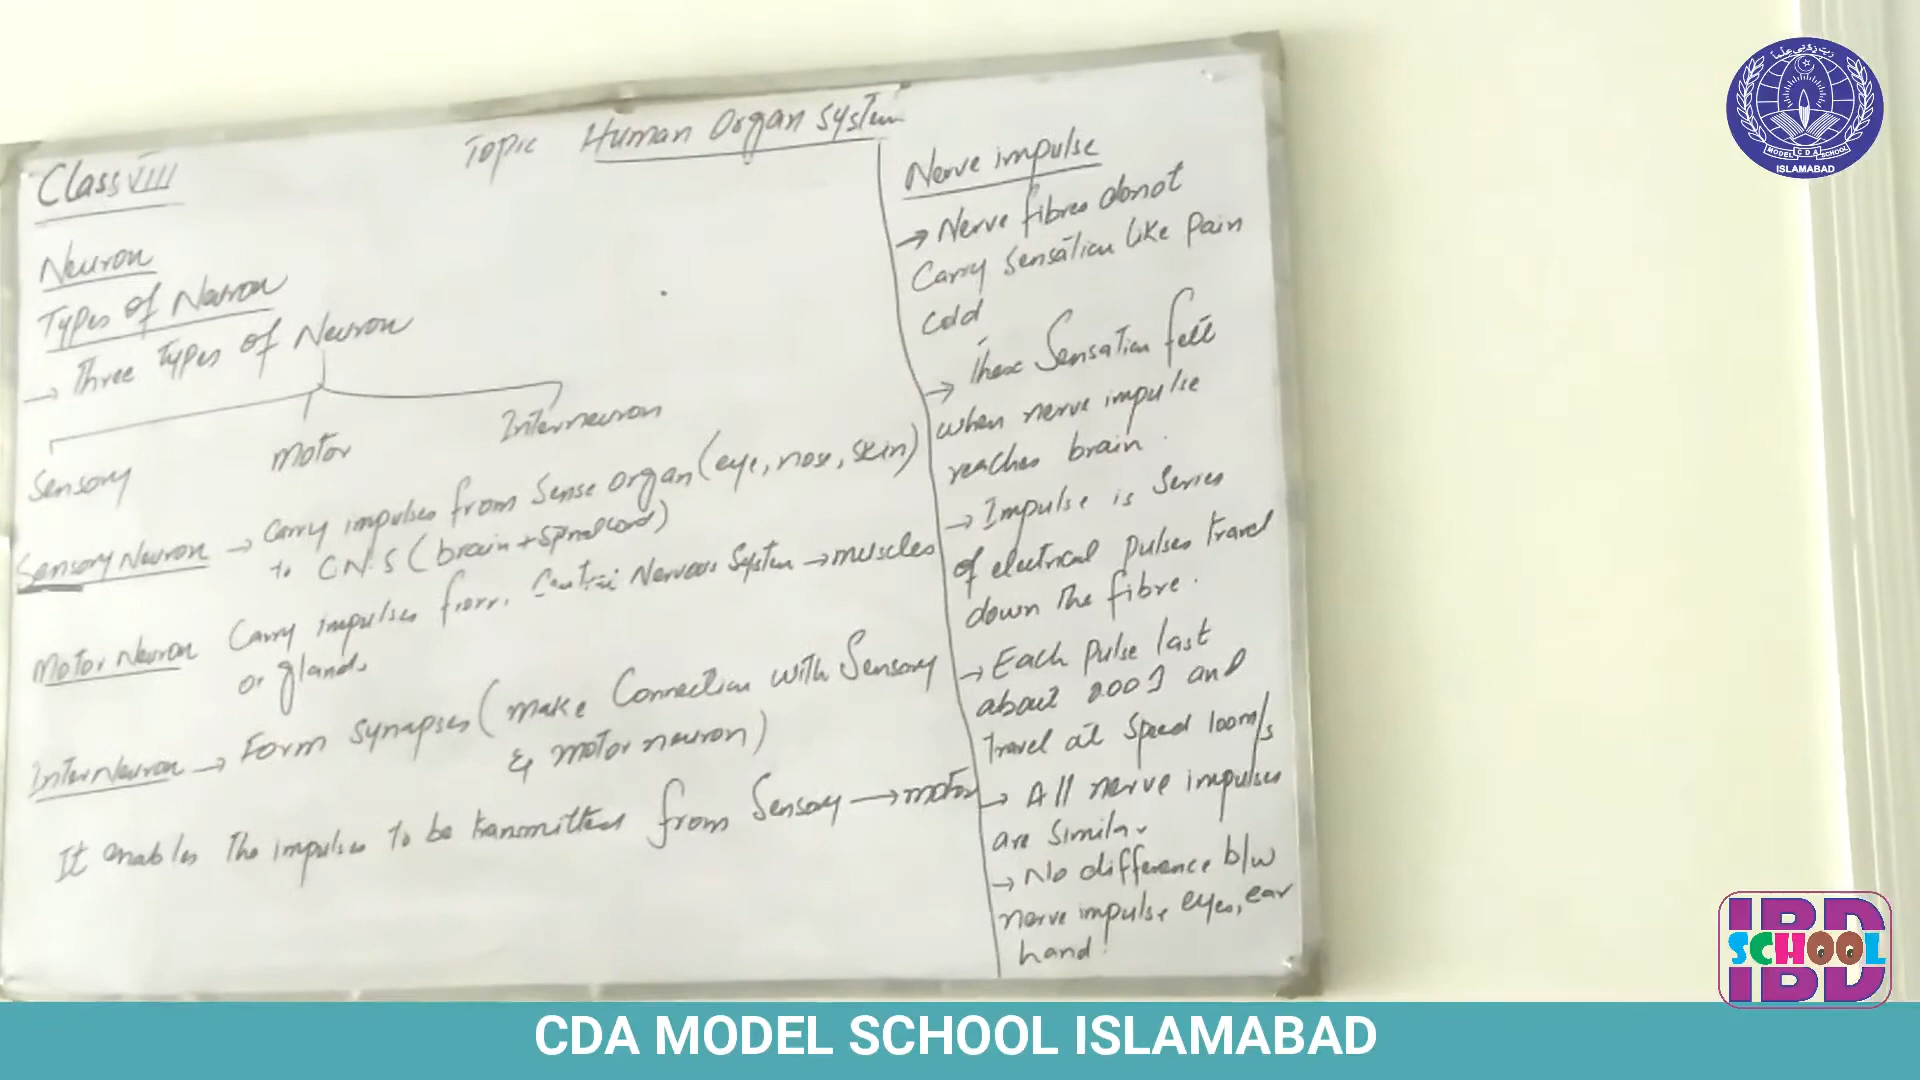 Topic Human Organ System
Class VIII
Neuron
Types of Neuron
→ Three Types of Neuron
Sensory Motor Interneuron
Sensory Neuron → Carry impulses from Sense organ (eye, nose, skin)
to C.N.S (brain + Spinal cord)
Motor Neuron Carry impulses from Central Nervous System → muscles
or glands
InterNeuron → Form Synapses (make Connection with Sensory
& motor neuron)
It enables the impulses to be transmitted from Sensory → motor
Nerve impulse
→ Nerve fibres donot
Carry Sensation like Pain
Cold
→ These Sensation felt
when nerve impulse
reaches brain.
→ Impulse is Series
of electrical pulses travel
down the fibre.
→ Each Pulse last
about and
Travel at Speed 100m/s
→ All nerve impulses
are Similar
→ No difference b/w
nerve impulse eyes, ear
hand.
MODEL CDA SCHOOL
ISLAMABAD
IBD
SCHOOL
IBD
CDA MODEL SCHOOL ISLAMABAD